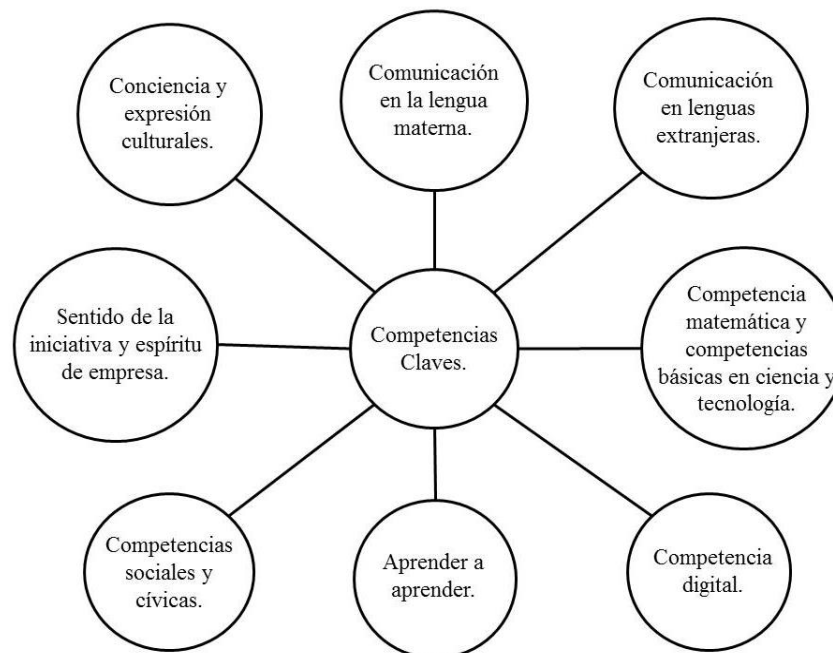 Conciencia y
expresión
culturales.
Comunicación
en la lengua
materna.
Comunicación
en lenguas
extranjeras.
Sentido de la
iniciativa y espíritu
de empresa.
Competencias
Claves.
Competencia
matemática y
competencias
básicas en ciencia y
tecnología.
Competencias
sociales y
cívicas.
Aprender a
aprender.
Competencia
digital.